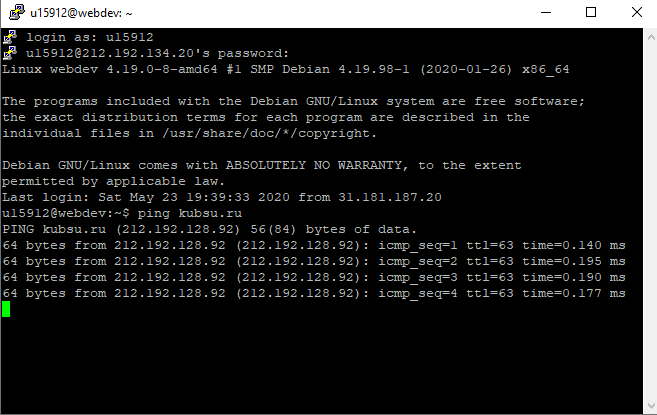 u15912@webdev: ~
login as: u15912
u15912@212.192.134.20's password:
Linux webdev 4.19.0-8-amd64 #1 SMP Debian 4.19.98-1 (2020-01-26) x86_64
The programs included with the Debian GNU/Linux system are free software;
the exact distribution terms for each program are described in the
individual files in /usr/share/doc/*/copyright.
Debian GNU/Linux comes with ABSOLUTELY NO WARRANTY, to the extent
permitted by applicable law.
Last login: Sat May 23 19:39:33 2020 from 31.181.187.20
u15912@webdev:~$ ping kubsu.ru
PING kubsu.ru (212.192.128.92) 56(84) bytes of data.
64 bytes from 212.192.128.92 (212.192.128.92): icmp_seq=1 ttl=63 time=0.140 ms
64 bytes from 212.192.128.92 (212.192.128.92): icmp_seq=2 ttl=63 time=0.195 ms
64 bytes from 212.192.128.92 (212.192.128.92): icmp_seq=3 ttl=63 time=0.190 ms
64 bytes from 212.192.128.92 (212.192.128.92): icmp_seq=4 ttl=63 time=0.177 ms